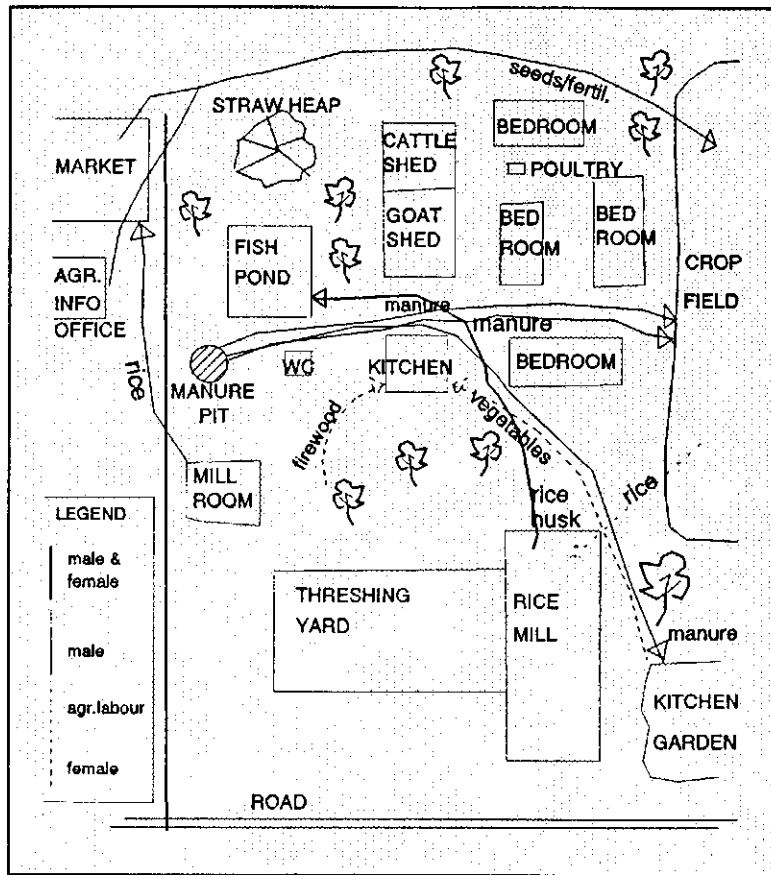 seeds/fertil.
STRAW HEAP
BEDROOM
MARKET
CATTLE
SHED
POULTRY
GOAT
SHED
BED
ROOM
BED
ROOM
FISH
POND
AGR.
INFO
OFFICE
CROP
FIELD
manure
manure
rice
WC
KITCHEN
BEDROOM
MANURE
PIT
firewood
vegetables
MILL
ROOM
rice
husk
rice
LEGEND
male &
female
male
agr.labour
female
THRESHING
YARD
RICE
MILL
manure
KITCHEN
GARDEN
ROAD